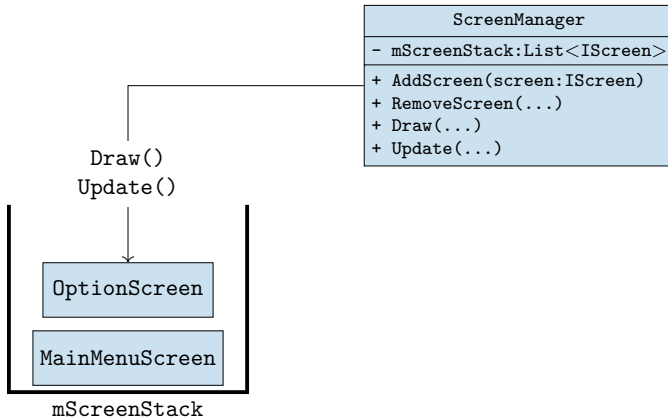 ScreenManager
- mScreenStack:List<IScreen>
+ AddScreen(screen:IScreen)
+ RemoveScreen(...)
+ Draw(...)
+ Update(...)
Draw()
Update()
OptionScreen
MainMenuScreen
mScreenStack